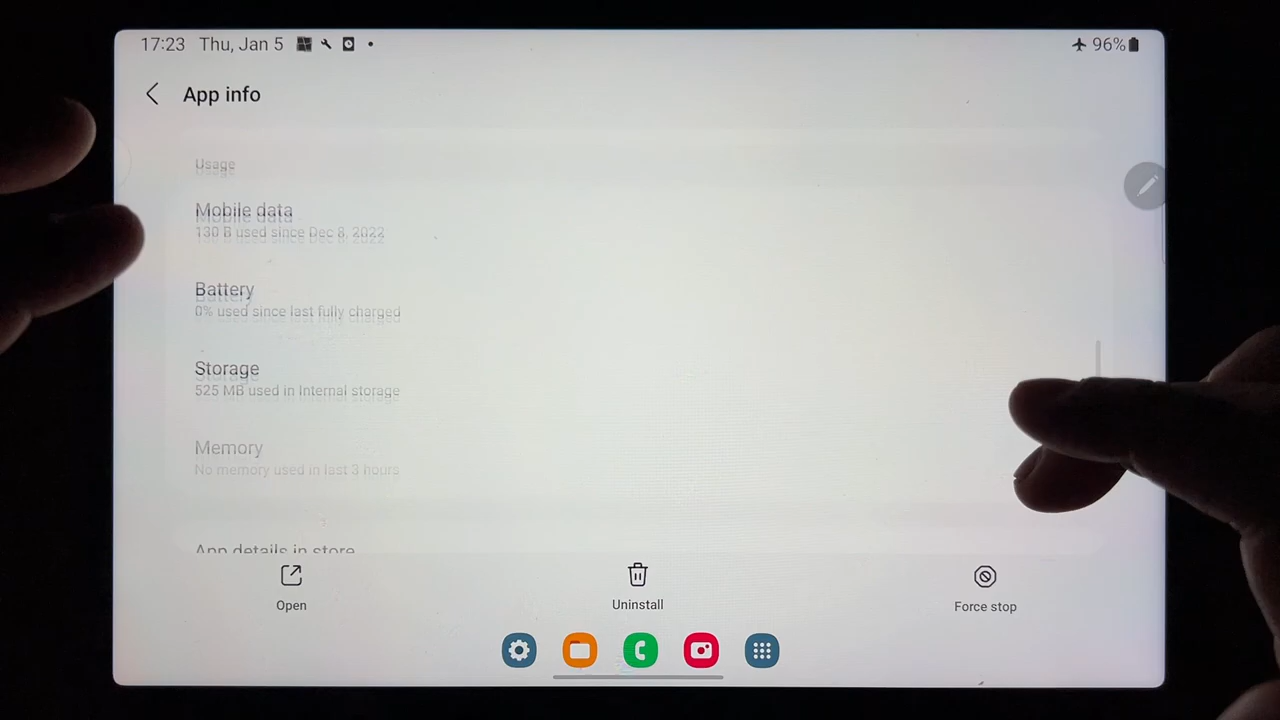 17:23 Thu, Jan 5
96%
App info
Usage
Mobile data
130 B used since Dec 8, 2022
Battery
0% used since last fully charged
Storage
525 MB used in Internal storage
Memory
No memory used in last 3 hours
App details in store
Open
Uninstall
Force stop